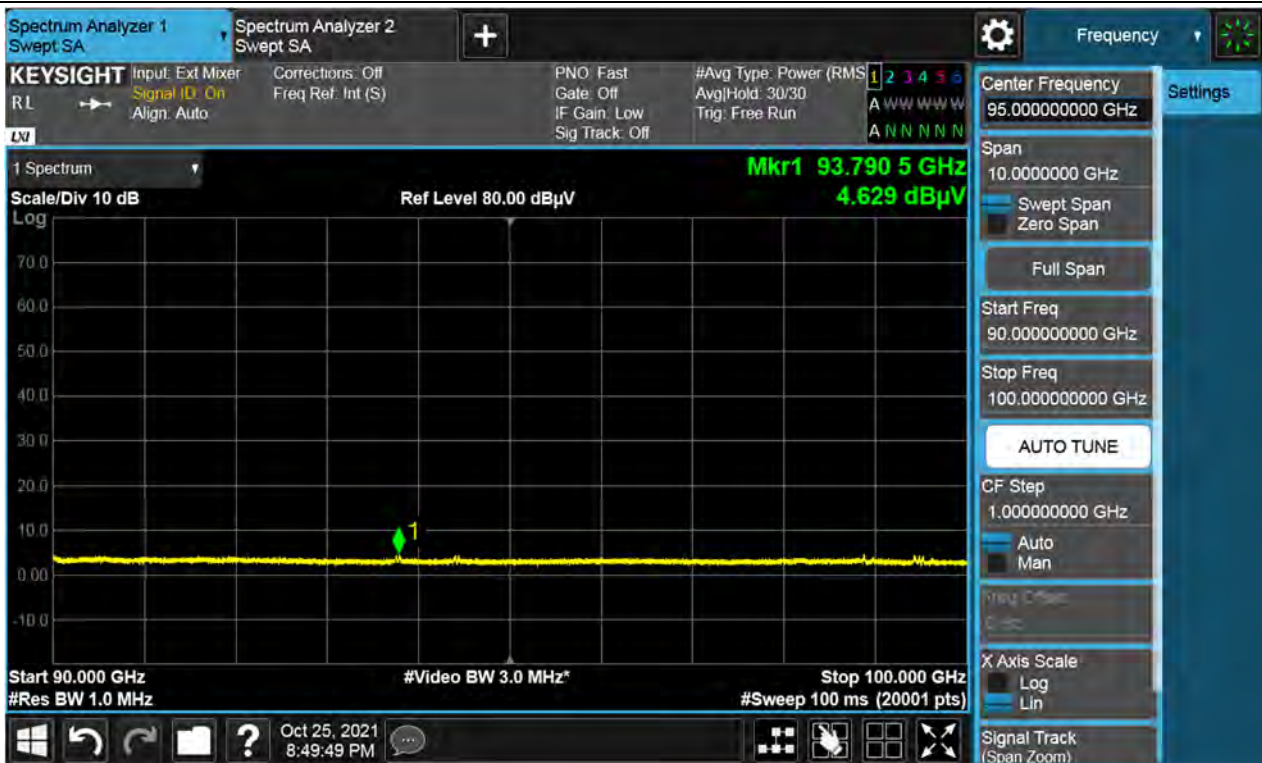 Spectrum Analyzer 1
Swept SA
Spectrum Analyzer 2
Swept SA
+
Frequency
KEYSIGHT
RL
LXI
Input: Ext Mixer
Signal ID: On
Align: Auto
Corrections: Off
Freq Ref: Int (S)
PNO: Fast
Gate: Off
IF Gain: Low
Sig Track: Off
#Avg Type: Power (RMS
Avg|Hold: 30/30
Trig: Free Run
1 2 3 4 5 6
A W W W W W
A N N N N N
1 Spectrum
Mkr1 93.790 5 GHz
Scale/Div 10 dB
Ref Level 80.00 dBµV
4.629 dBµV
Log
70.0
60.0
50.0
40.0
30.0
20.0
10.0
0.00
-10.0
1
Start 90.000 GHz
#Video BW 3.0 MHz*
Stop 100.000 GHz
#Res BW 1.0 MHz
#Sweep 100 ms (20001 pts)
?
Oct 25, 2021
8:49:49 PM
Center Frequency
95.000000000 GHz
Settings
Span
10.0000000 GHz
Swept Span
Zero Span
Full Span
Start Freq
90.000000000 GHz
Stop Freq
100.000000000 GHz
AUTO TUNE
CF Step
1.000000000 GHz
Auto
Man
Freq Offset
X Axis Scale
Log
Lin
Signal Track
(Span Zoom)